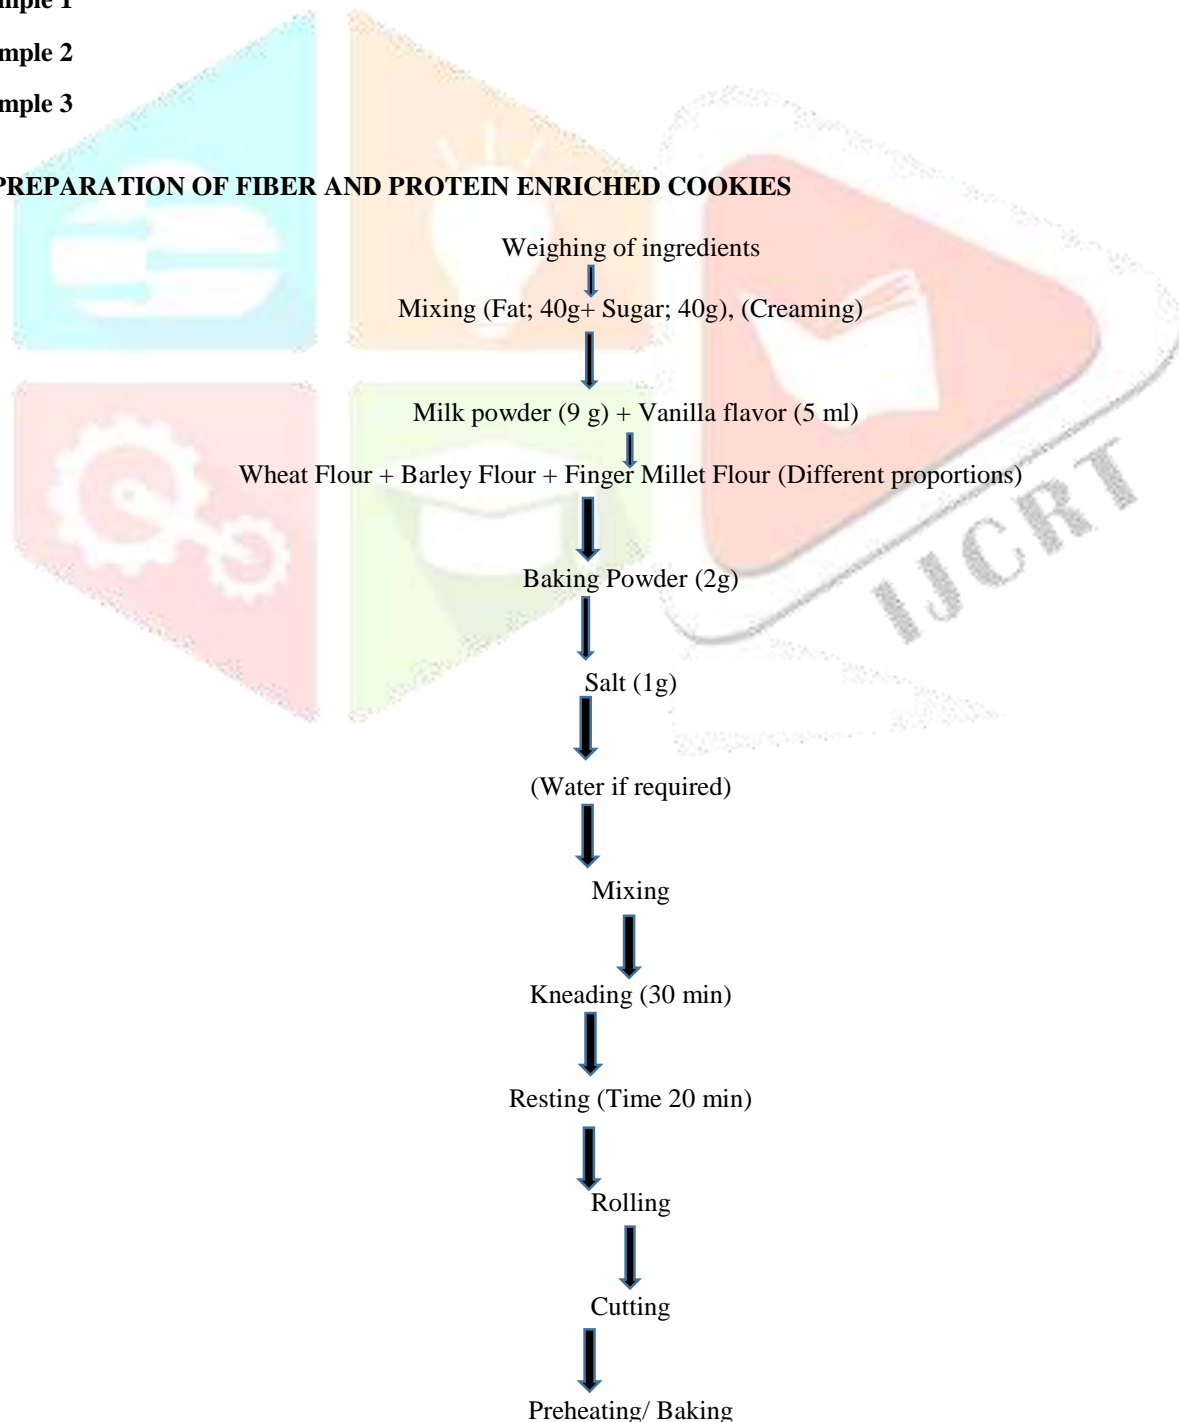 mple 1
mple 2
mple 3
PREPARATION OF FIBER AND PROTEIN ENRICHED COOKIES
Weighing of ingredients
Mixing (Fat; 40g+ Sugar; 40g), (Creaming)
Milk powder (9 g) + Vanilla flavor (5 ml)
Wheat Flour + Barley Flour + Finger Millet Flour (Different proportions)
Baking Powder (2g)
Salt (1g)
(Water if required)
Mixing
Kneading (30 min)
Resting (Time 20 min)
Rolling
Cutting
Preheating/ Baking
IJCRT